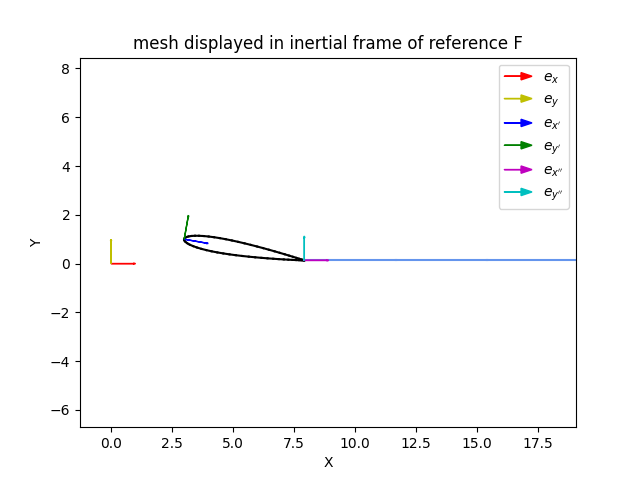 mesh displayed in inertial frame of reference F
e_x
e_y
e_x'
e_y'
e_x''
e_y''
8
6
4
2
0
−2
−4
−6
Y
0.0 2.5 5.0 7.5 10.0 12.5 15.0 17.5
X